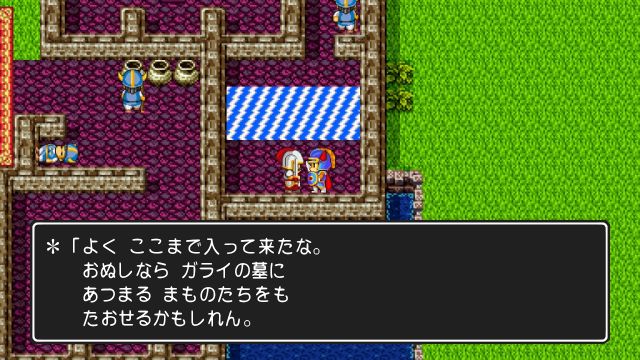 ＊「よく ここまで入って来たな。
おぬしなら ガライの墓に
あつまる まものたちをも
たおせるかもしれん。